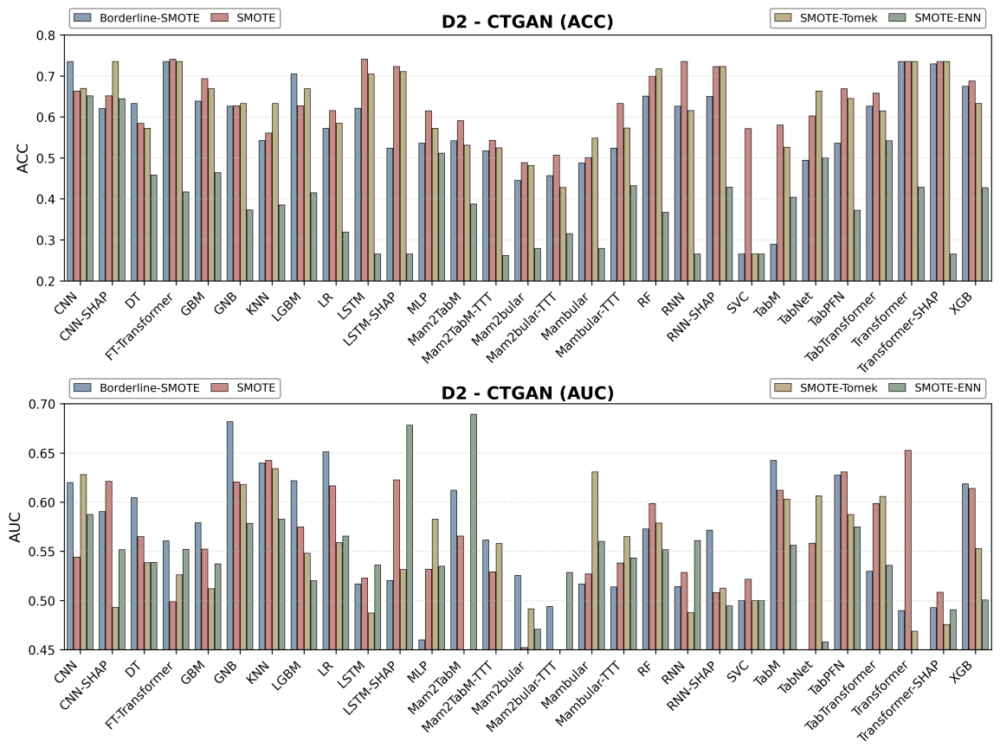 Borderline-SMOTE SMOTE
D2 - CTGAN (ACC)
SMOTE-Tomek SMOTE-ENN
0.8
0.7
0.6
0.5
0.4
0.3
0.2
ACC
CNN
CNN-SHAP
DT
FT-Transformer
GBM
GNB
KNN
LGBM
LR
LSTM
LSTM-SHAP
MLP
Mam2TabM
Mam2TabM-TTT
Mam2bular
Mam2bular-TTT
Mambular
Mambular-TTT
RF
RNN
RNN-SHAP
SVC
TabM
TabNet
TabPFN
TabTransformer
Transformer
Transformer-SHAP
XGB
Borderline-SMOTE SMOTE
D2 - CTGAN (AUC)
SMOTE-Tomek SMOTE-ENN
0.70
0.65
0.60
0.55
0.50
0.45
AUC
CNN
CNN-SHAP
DT
FT-Transformer
GBM
GNB
KNN
LGBM
LR
LSTM
LSTM-SHAP
MLP
Mam2TabM
Mam2TabM-TTT
Mam2bular
Mam2bular-TTT
Mambular
Mambular-TTT
RF
RNN
RNN-SHAP
SVC
TabM
TabNet
TabPFN
TabTransformer
Transformer
Transformer-SHAP
XGB